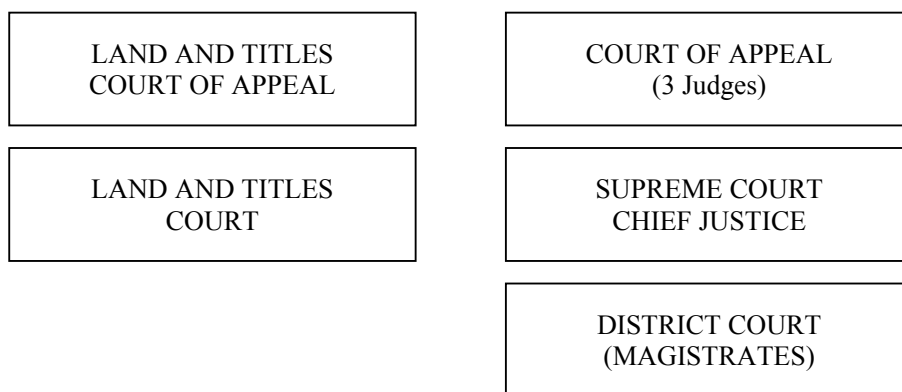 LAND AND TITLES
COURT OF APPEAL
COURT OF APPEAL
(3 Judges)
LAND AND TITLES
COURT
SUPREME COURT
CHIEF JUSTICE
DISTRICT COURT
(MAGISTRATES)